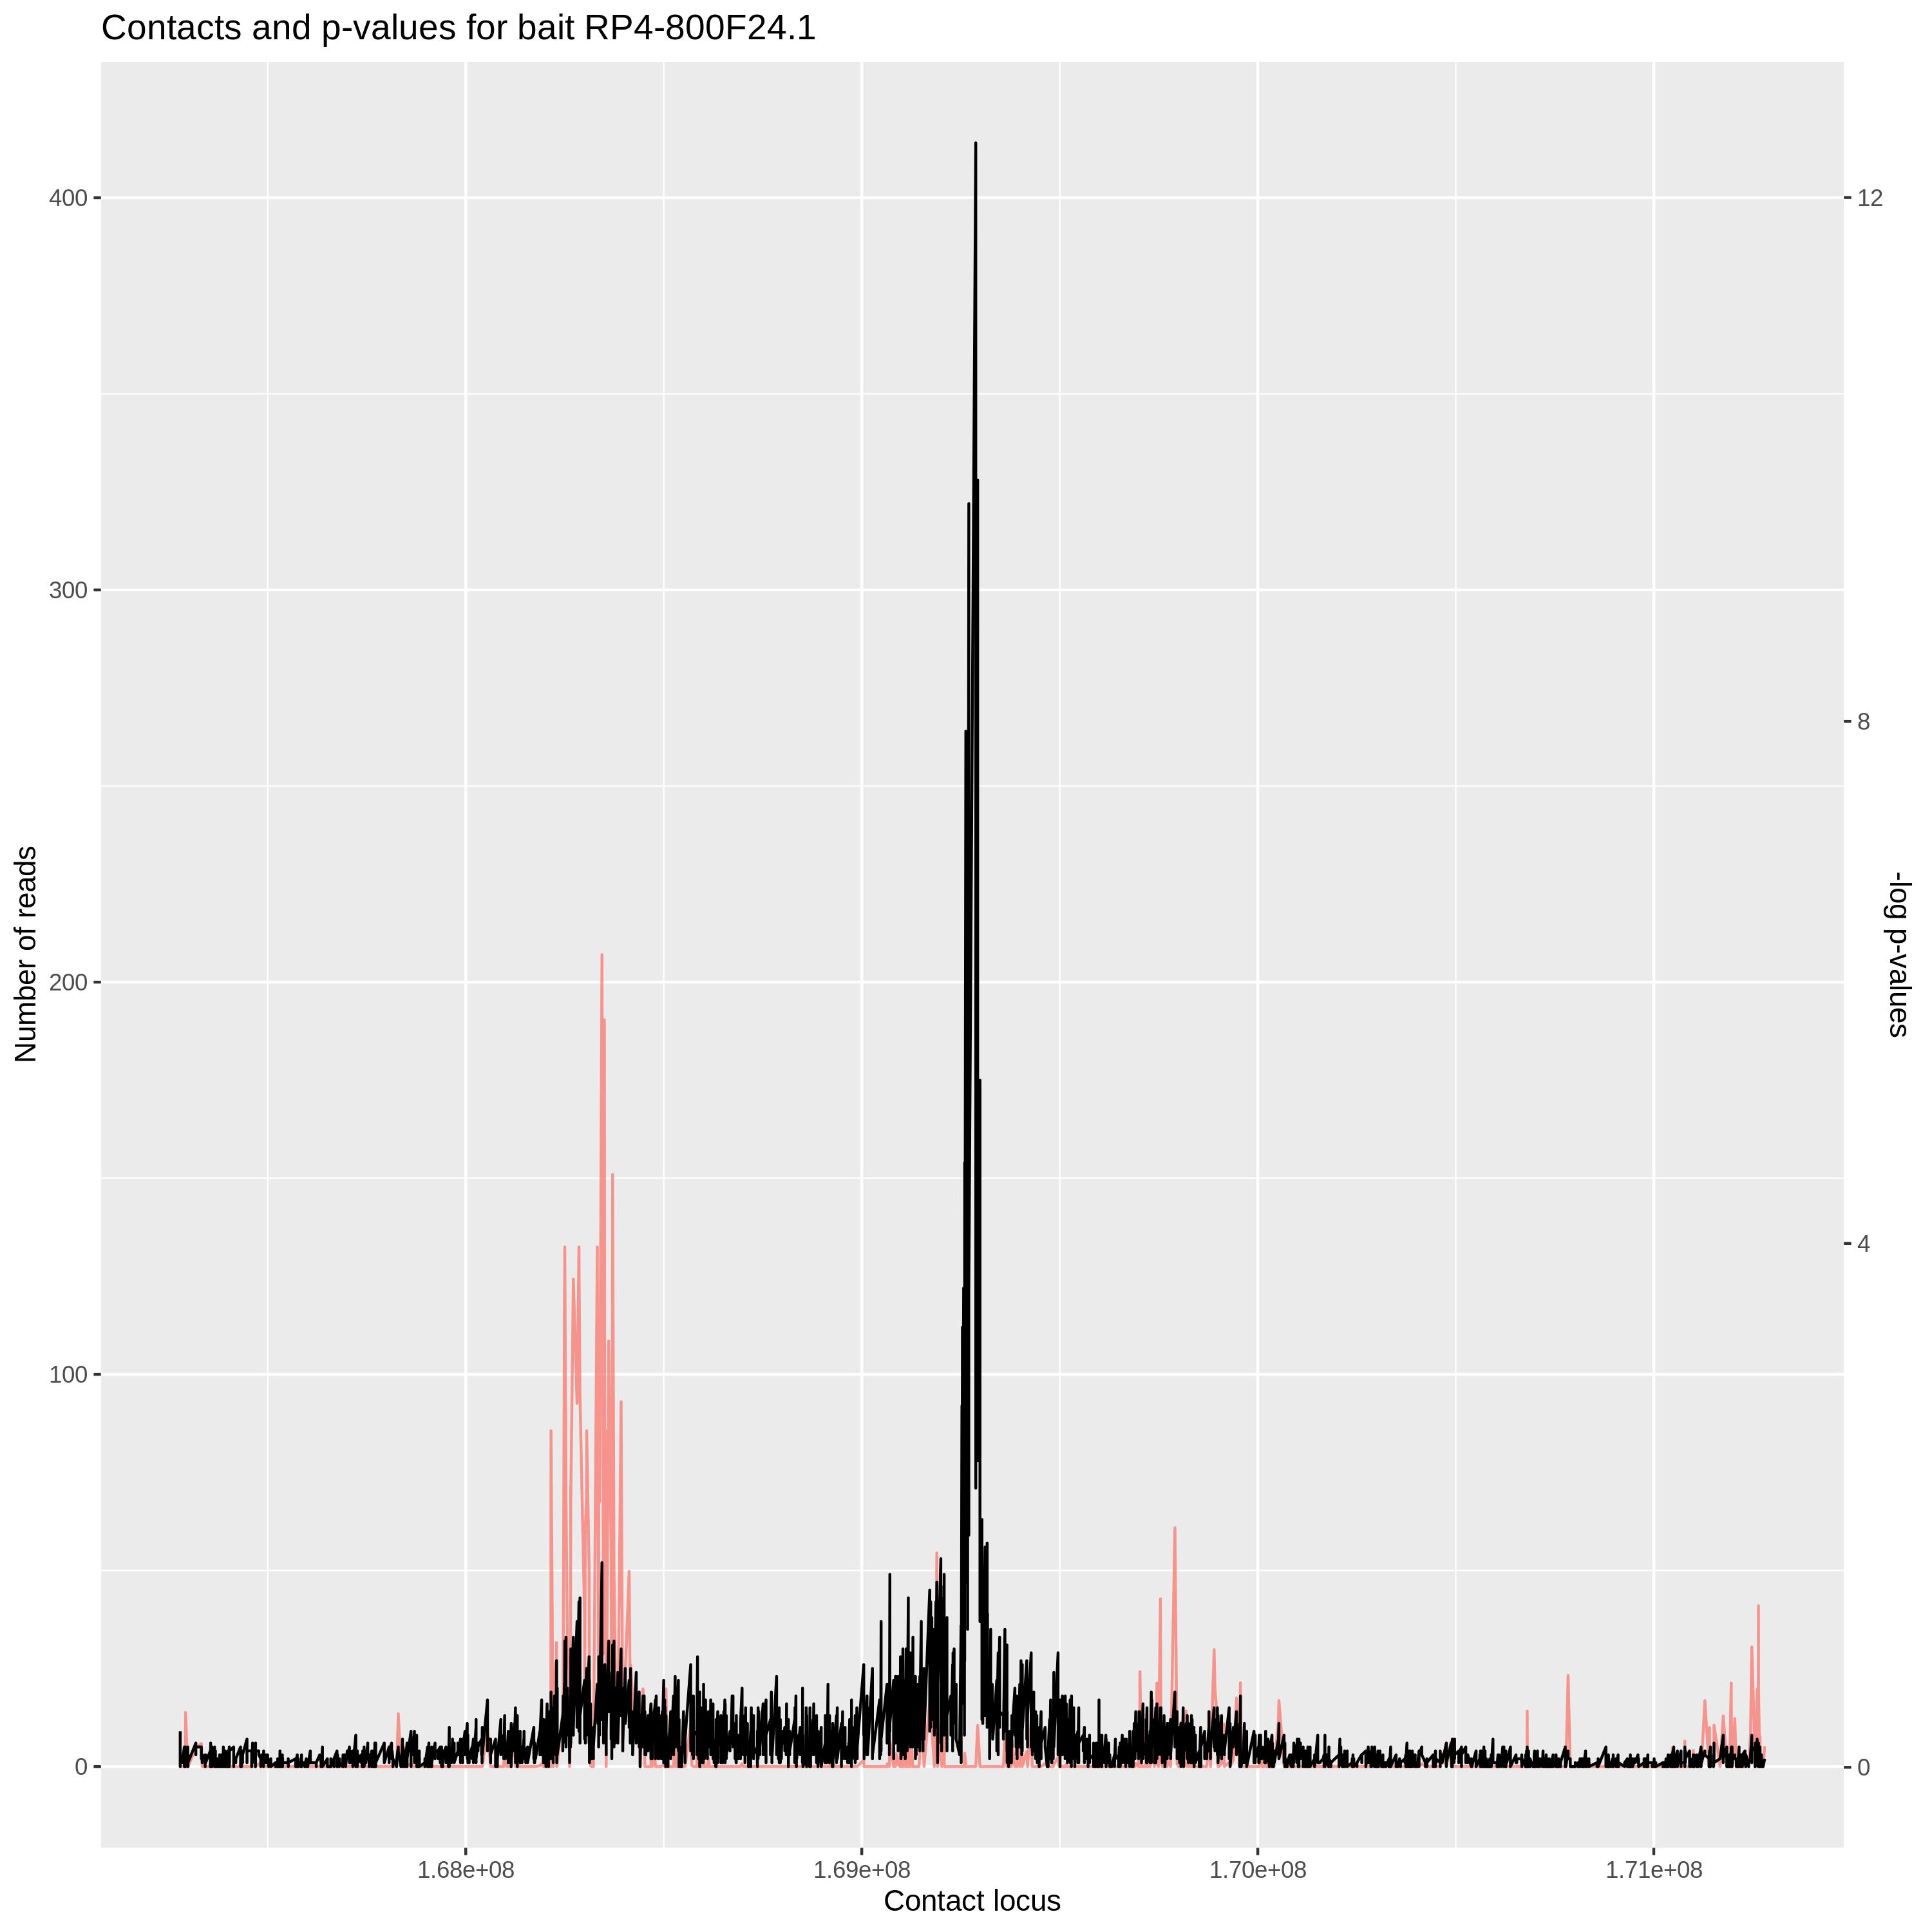 Contacts and p-values for bait RP4-800F24.1
400
300
200
100
0
Number of reads
12
8
4
0
-log p-values
1.68e+08
1.69e+08
1.70e+08
1.71e+08
Contact locus